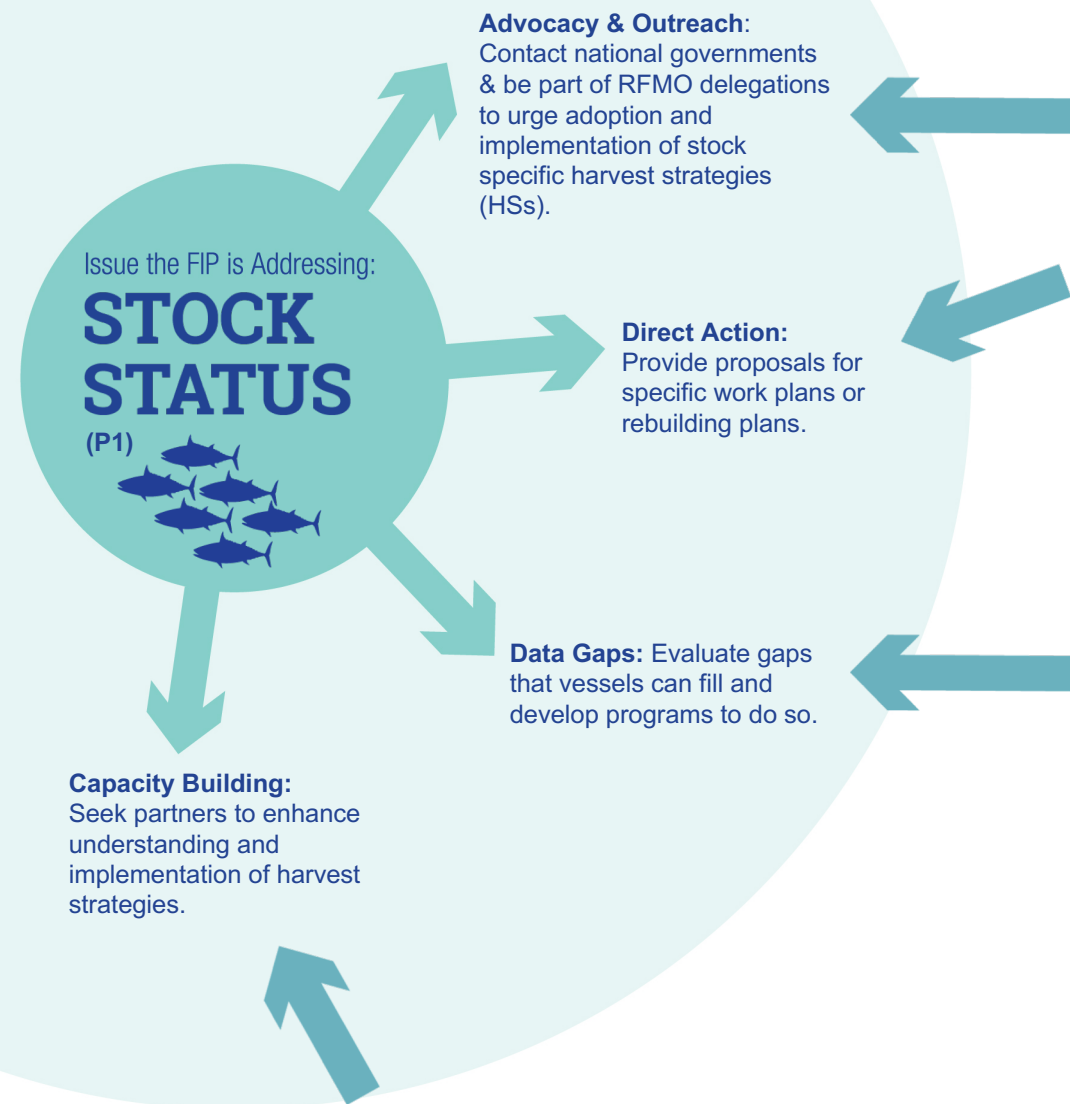 Advocacy & Outreach:
Contact national governments
& be part of RFMO delegations
to urge adoption and
implementation of stock
specific harvest strategies
(HSs).
Issue the FIP is Addressing:
STOCK
STATUS
(P1)
Direct Action:
Provide proposals for
specific work plans or
rebuilding plans.
Data Gaps: Evaluate gaps
that vessels can fill and
develop programs to do so.
Capacity Building:
Seek partners to enhance
understanding and
implementation of harvest
strategies.